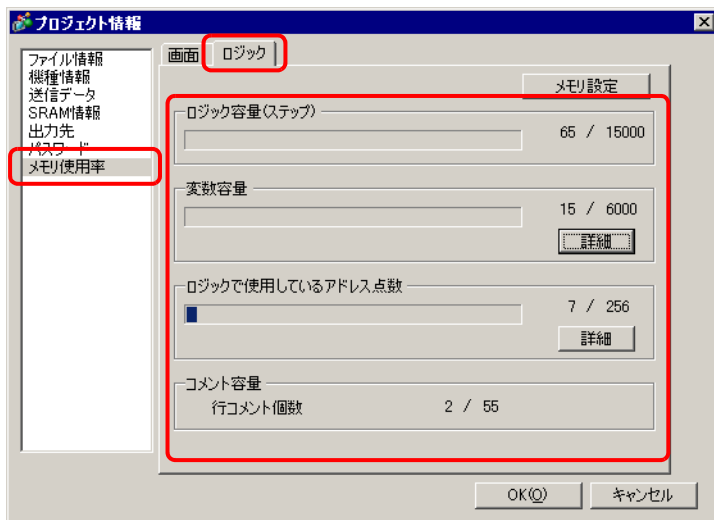 プロジェクト情報
ファイル情報
機種情報
送信データ
SRAM情報
出力先
パスワード
メモリ使用率
画面 ロジック
メモリ設定
ロジック容量(ステップ)
65 / 15000
変数容量
15 / 6000
詳細
ロジックで使用しているアドレス点数
7 / 256
詳細
コメント容量
行コメント個数 2 / 55
OK(O) キャンセル